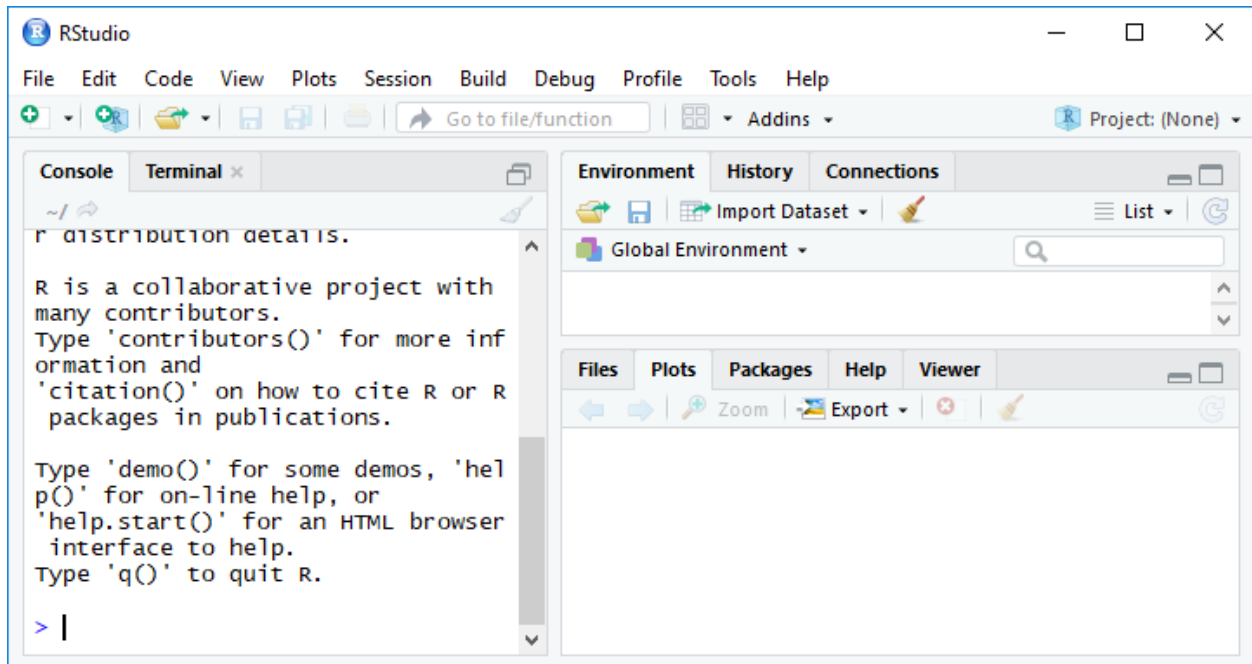 RStudio
File Edit Code View Plots Session Build Debug Profile Tools Help
Go to file/function Addins Project: (None)
Console Terminal
~/
r distribution details.
R is a collaborative project with
many contributors.
Type 'contributors()' for more inf
ormation and
'citation()' on how to cite R or R
packages in publications.
Type 'demo()' for some demos, 'hel
p()' for on-line help, or
'help.start()' for an HTML browser
interface to help.
Type 'q()' to quit R.
>
Environment History Connections
Import Dataset List
Global Environment
Files Plots Packages Help Viewer
Zoom Export